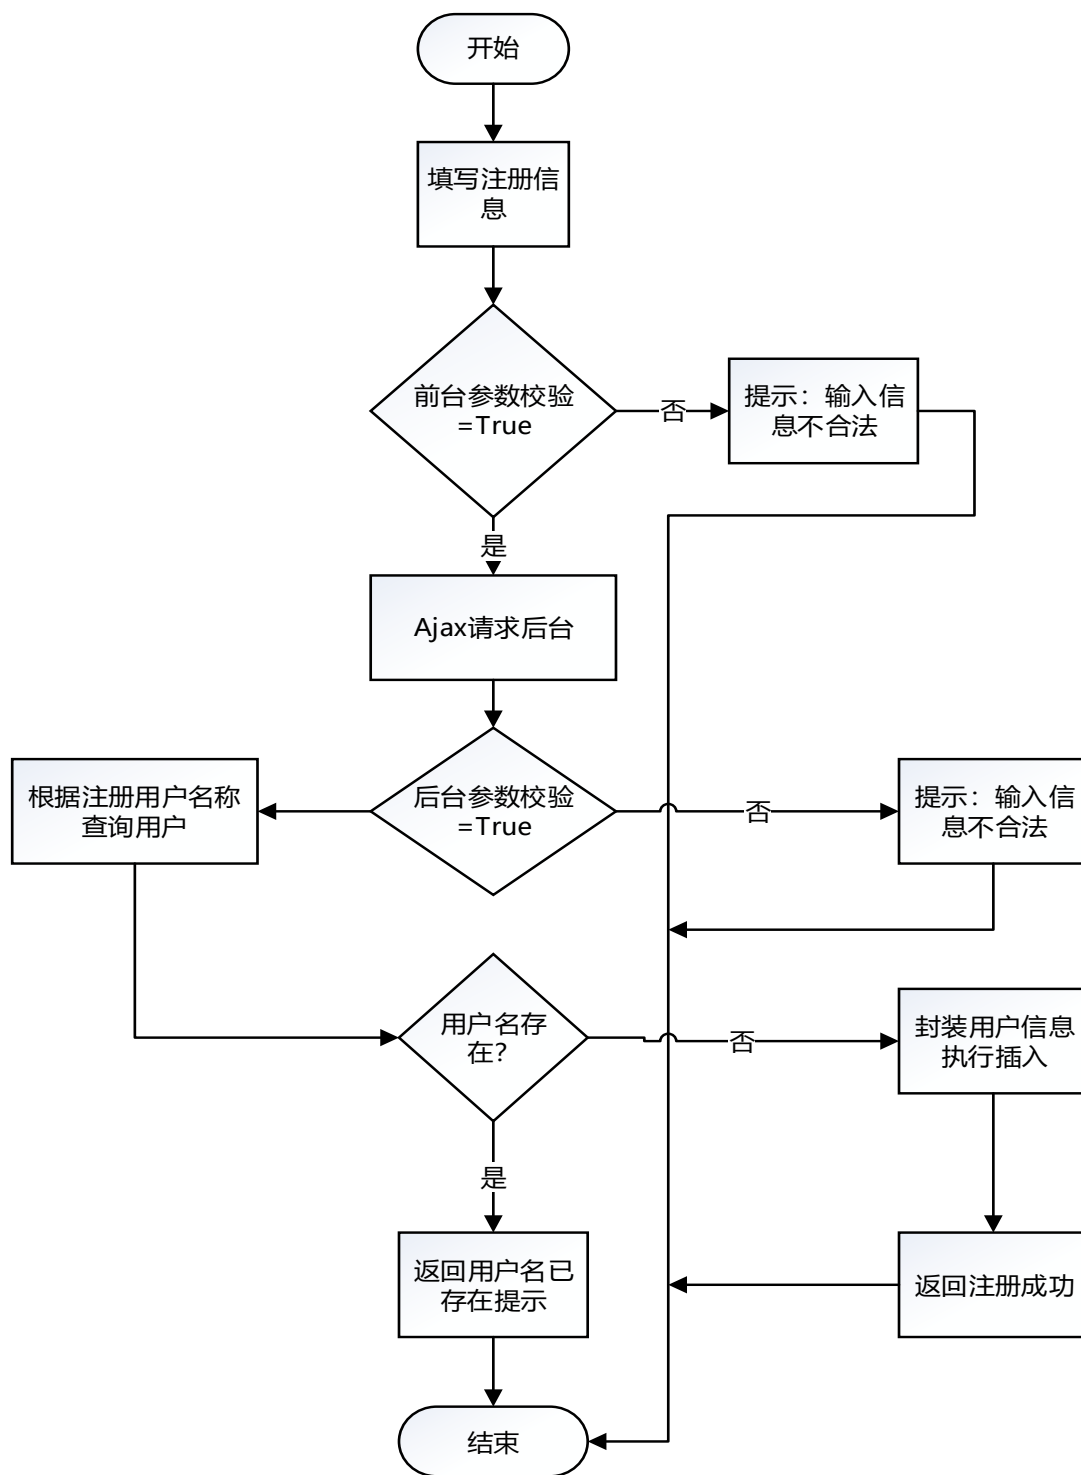 开始
填写注册信
息
前台参数校验
=True
否
提示：输入信
息不合法
是
Ajax请求后台
根据注册用户名称
查询用户
后台参数校验
=True
否
提示：输入信
息不合法
用户名存
在？
否
封装用户信息
执行插入
是
返回用户名已
存在提示
返回注册成功
结束